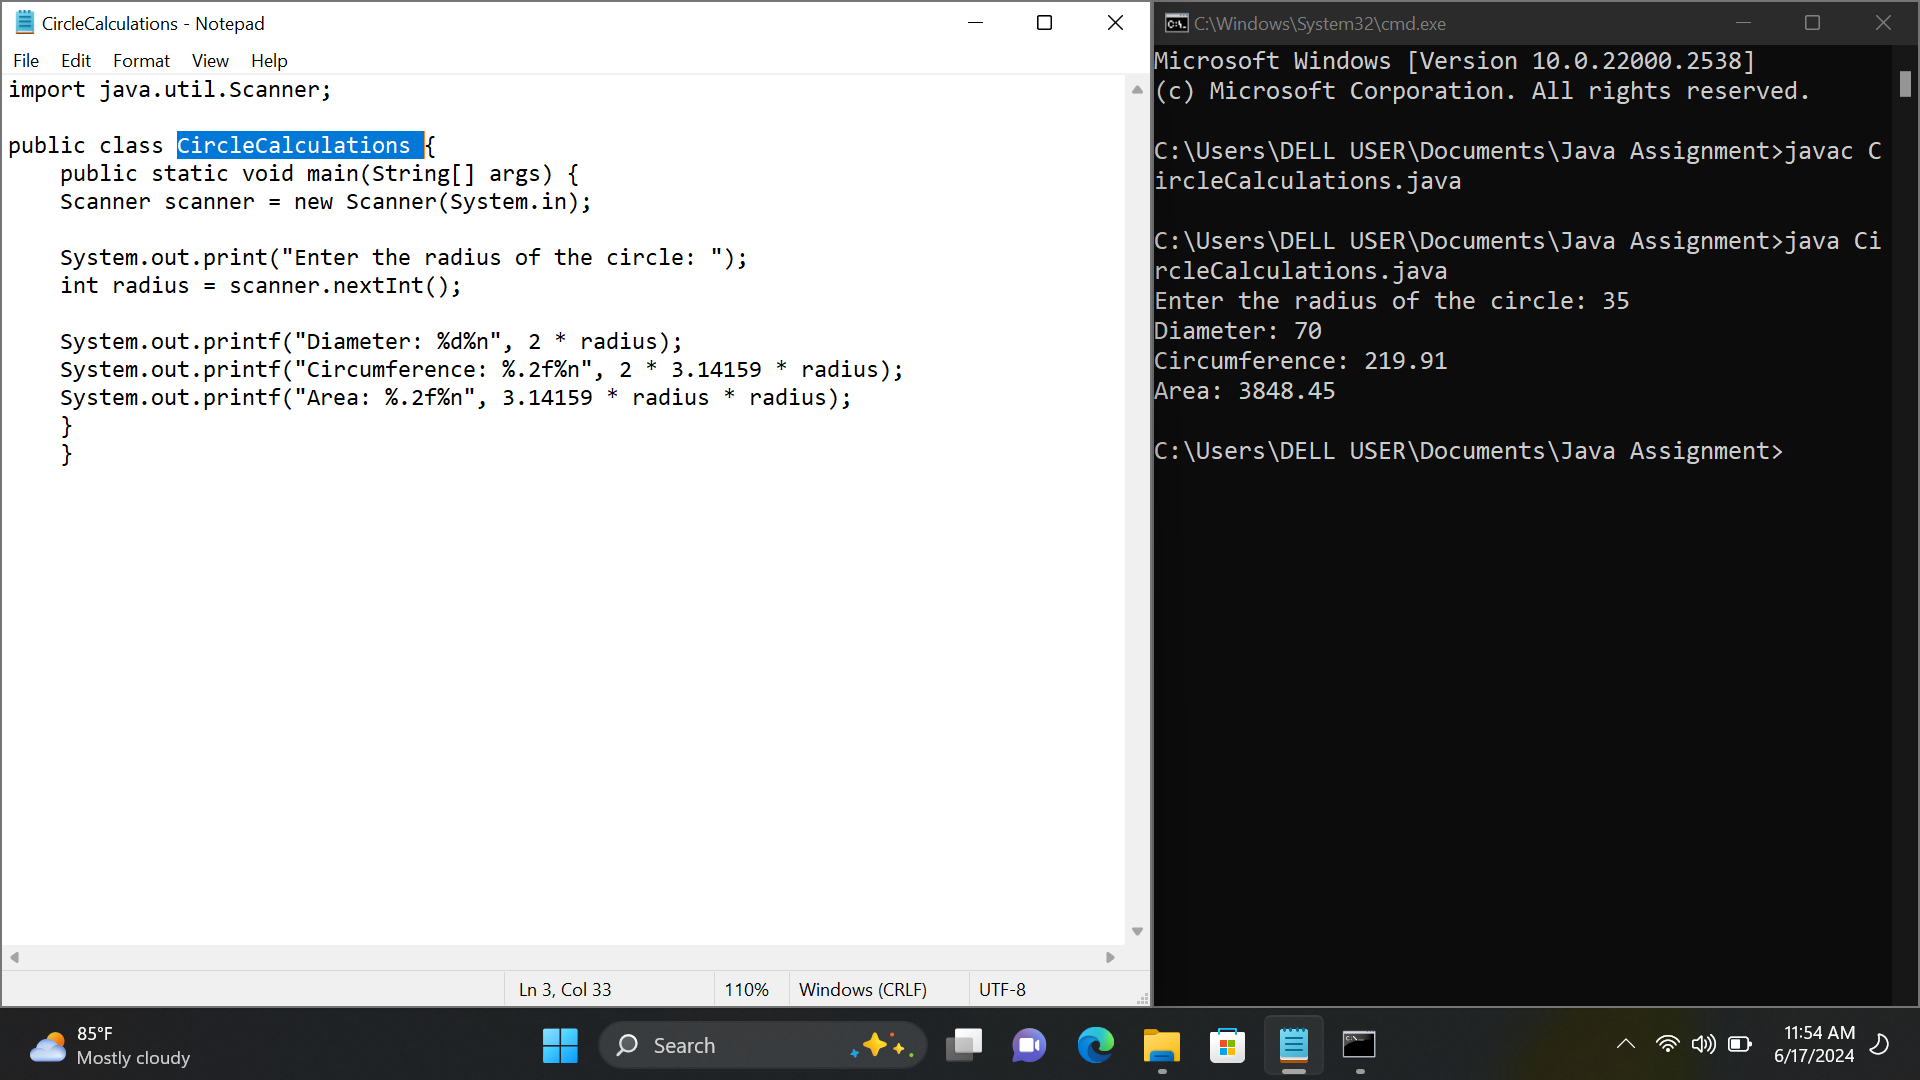 CircleCalculations - Notepad
File Edit Format View Help
import java.util.Scanner;
public class CircleCalculations {
public static void main(String[] args) {
Scanner scanner = new Scanner(System.in);
System.out.print("Enter the radius of the circle: ");
int radius = scanner.nextInt();
System.out.printf("Diameter: %d%n", 2 * radius);
System.out.printf("Circumference: %.2f%n", 2 * 3.14159 * radius);
System.out.printf("Area: %.2f%n", 3.14159 * radius * radius);
}
}
Ln 3, Col 33 110% Windows (CRLF) UTF-8
C:\Windows\System32\cmd.exe
Microsoft Windows [Version 10.0.22000.2538]
(c) Microsoft Corporation. All rights reserved.
C:\Users\DELL USER\Documents\Java Assignment>javac C
ircleCalculations.java
C:\Users\DELL USER\Documents\Java Assignment>java Ci
rcleCalculations.java
Enter the radius of the circle: 35
Diameter: 70
Circumference: 219.91
Area: 3848.45
C:\Users\DELL USER\Documents\Java Assignment>
85°F
Mostly cloudy
Search
11:54 AM
6/17/2024